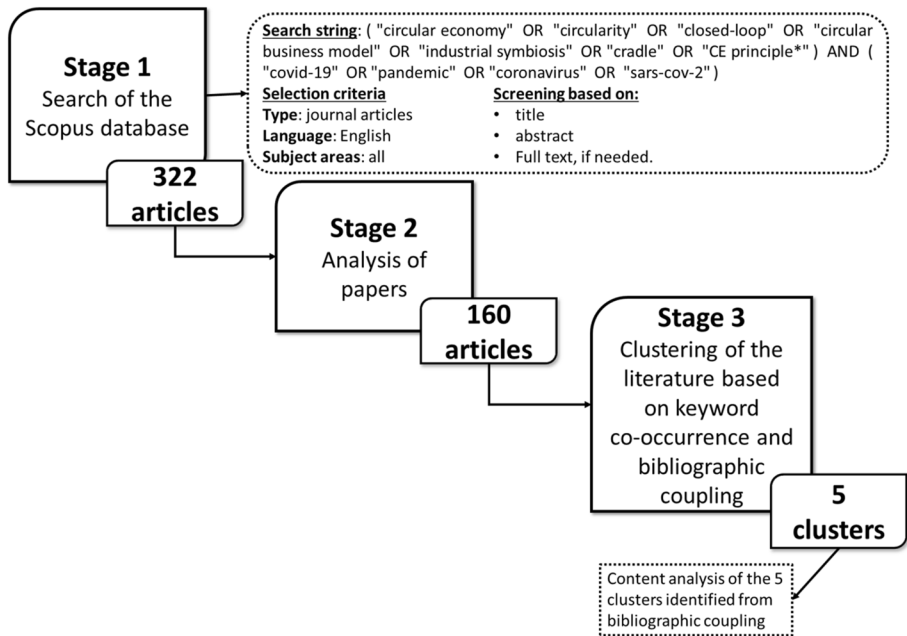 Stage 1
Search of the
Scopus database
322
articles
Search string: ( "circular economy" OR "circularity" OR "closed-loop" OR "circular
business model" OR "industrial symbiosis" OR "cradle" OR "CE principle*" ) AND (
"covid-19" OR "pandemic" OR "coronavirus" OR "sars-cov-2" )
Selection criteria
Type: journal articles
Language: English
Subject areas: all
Screening based on:
• title
• abstract
• Full text, if needed.
Stage 2
Analysis of
papers
160
articles
Stage 3
Clustering of the
literature based
on keyword
co-occurrence and
bibliographic
coupling
5
clusters
Content analysis of the 5
clusters identified from
bibliographic coupling